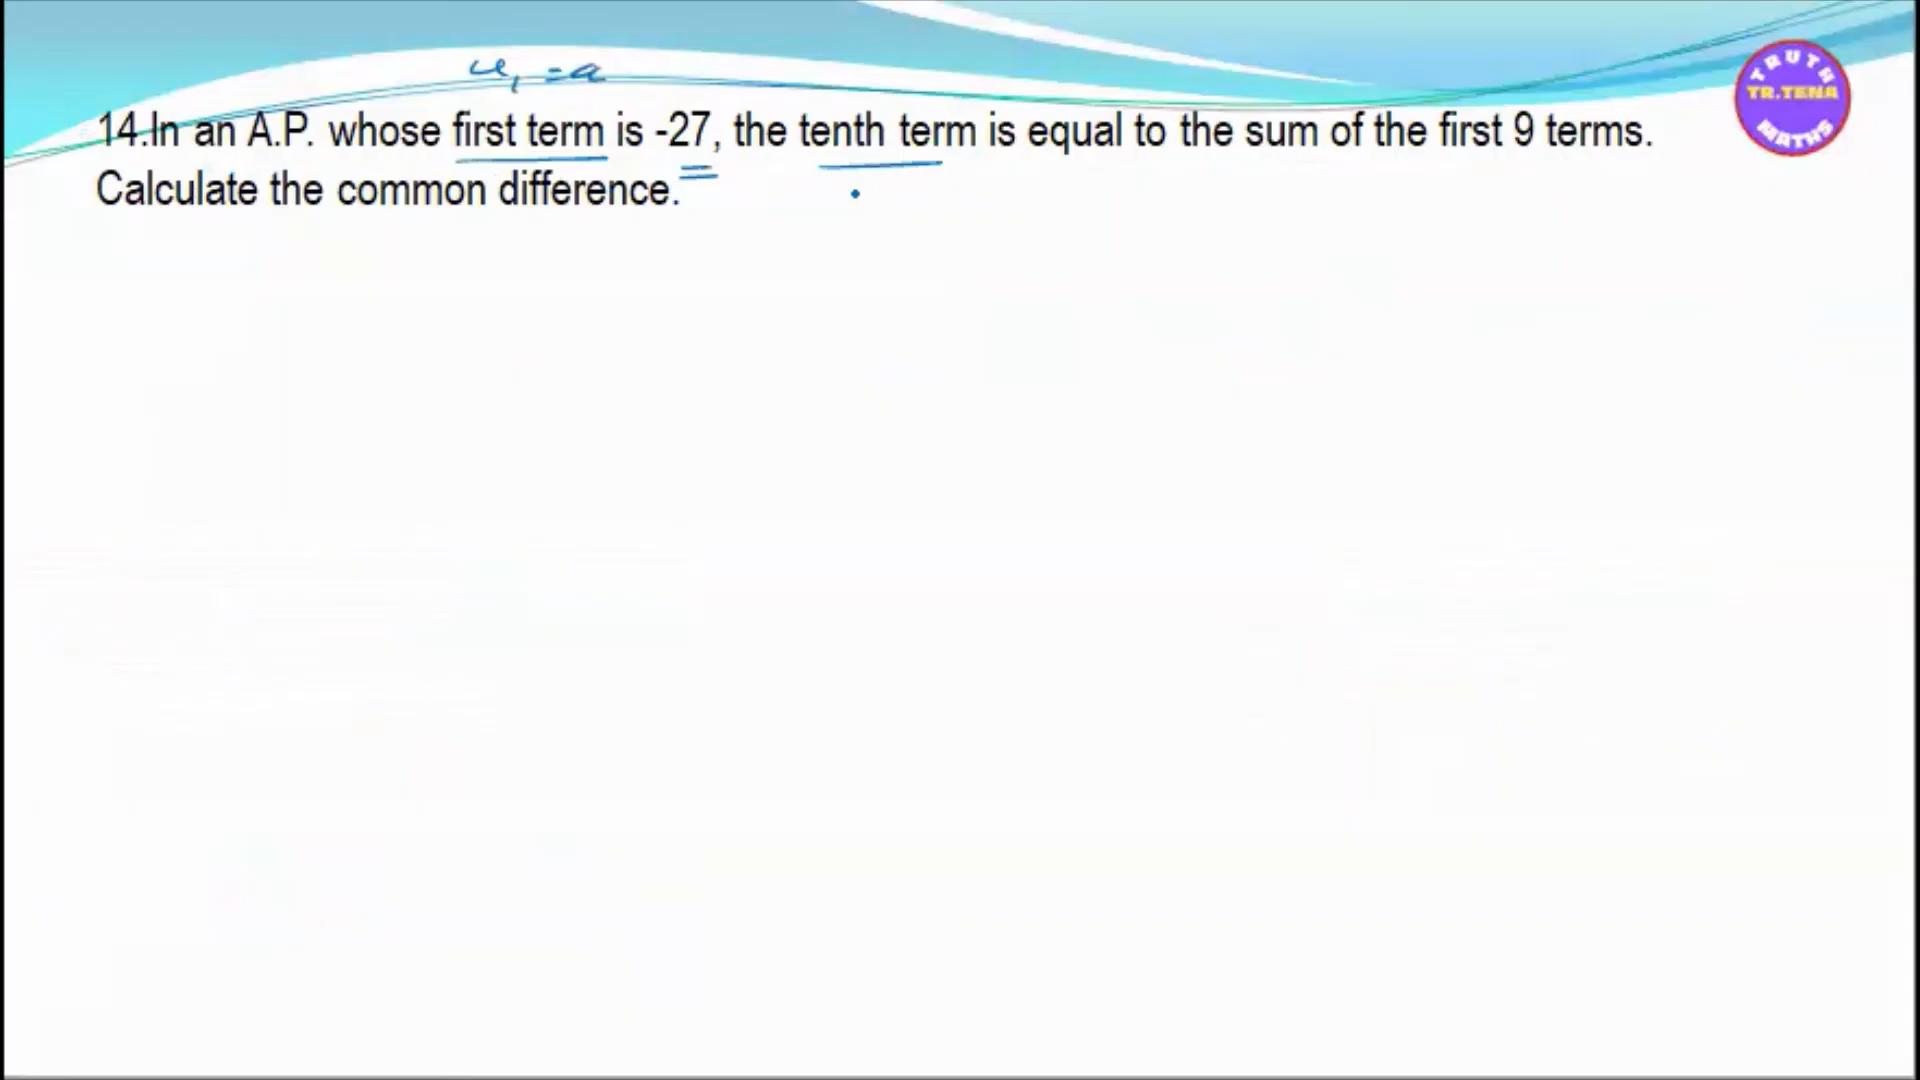 u₁ = a
14.In an A.P. whose first term is -27, the tenth term is equal to the sum of the first 9 terms.
Calculate the common difference.
TRUTH
TR.TENA
MATHS